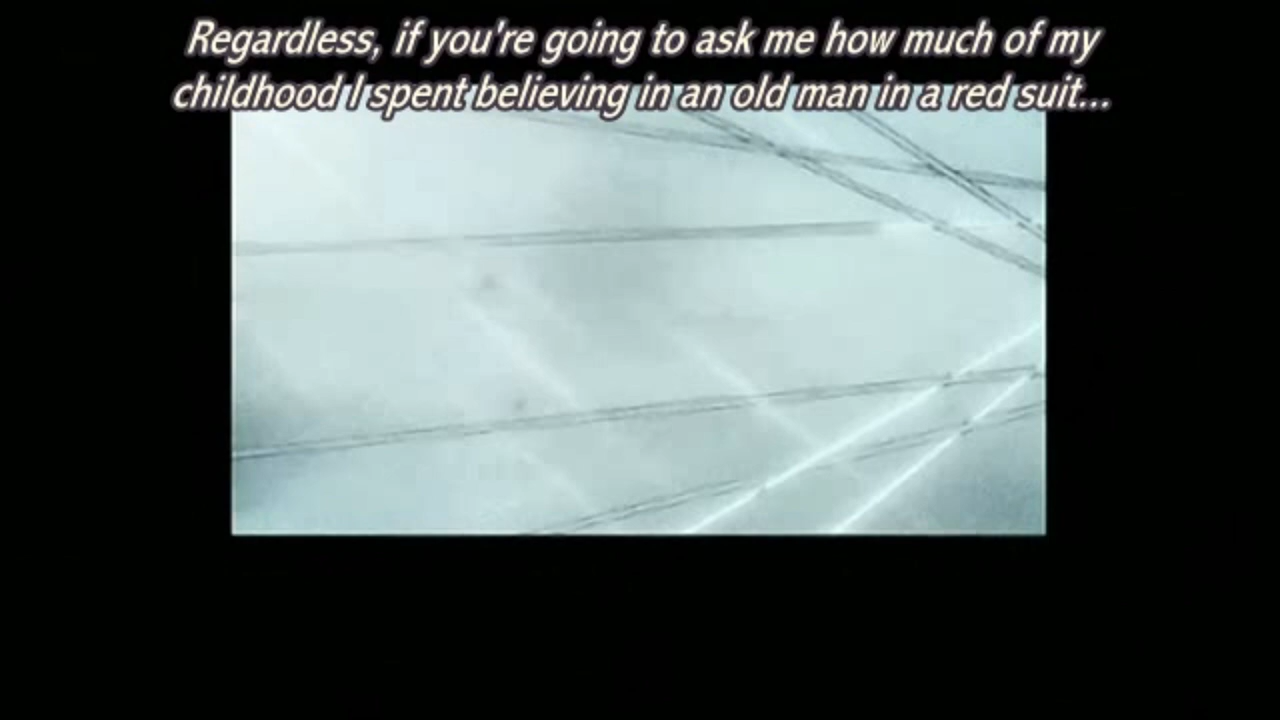 Regardless, if you're going to ask me how much of my
childhood I spent believing in an old man in a red suit...